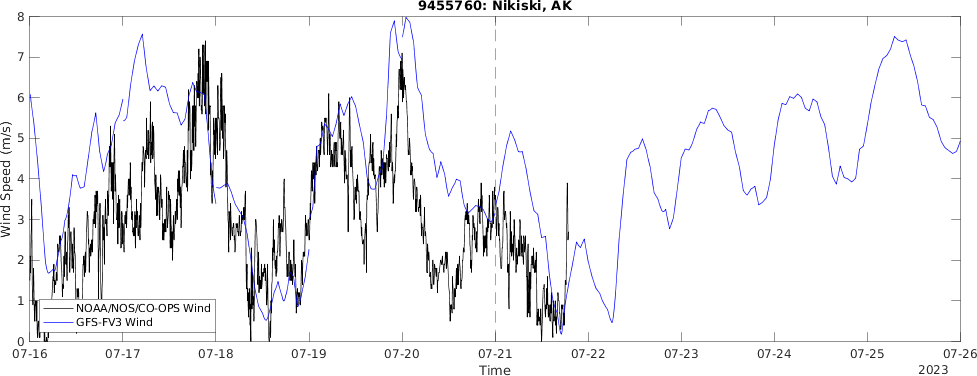 9455760: Nikiski, AK
8
7
6
5
4
3
2
1
0
Wind Speed (m/s)
NOAA/NOS/CO-OPS Wind
GFS-FV3 Wind
07-16 07-17 07-18 07-19 07-20 07-21 07-22 07-23 07-24 07-25 07-26
Time
2023